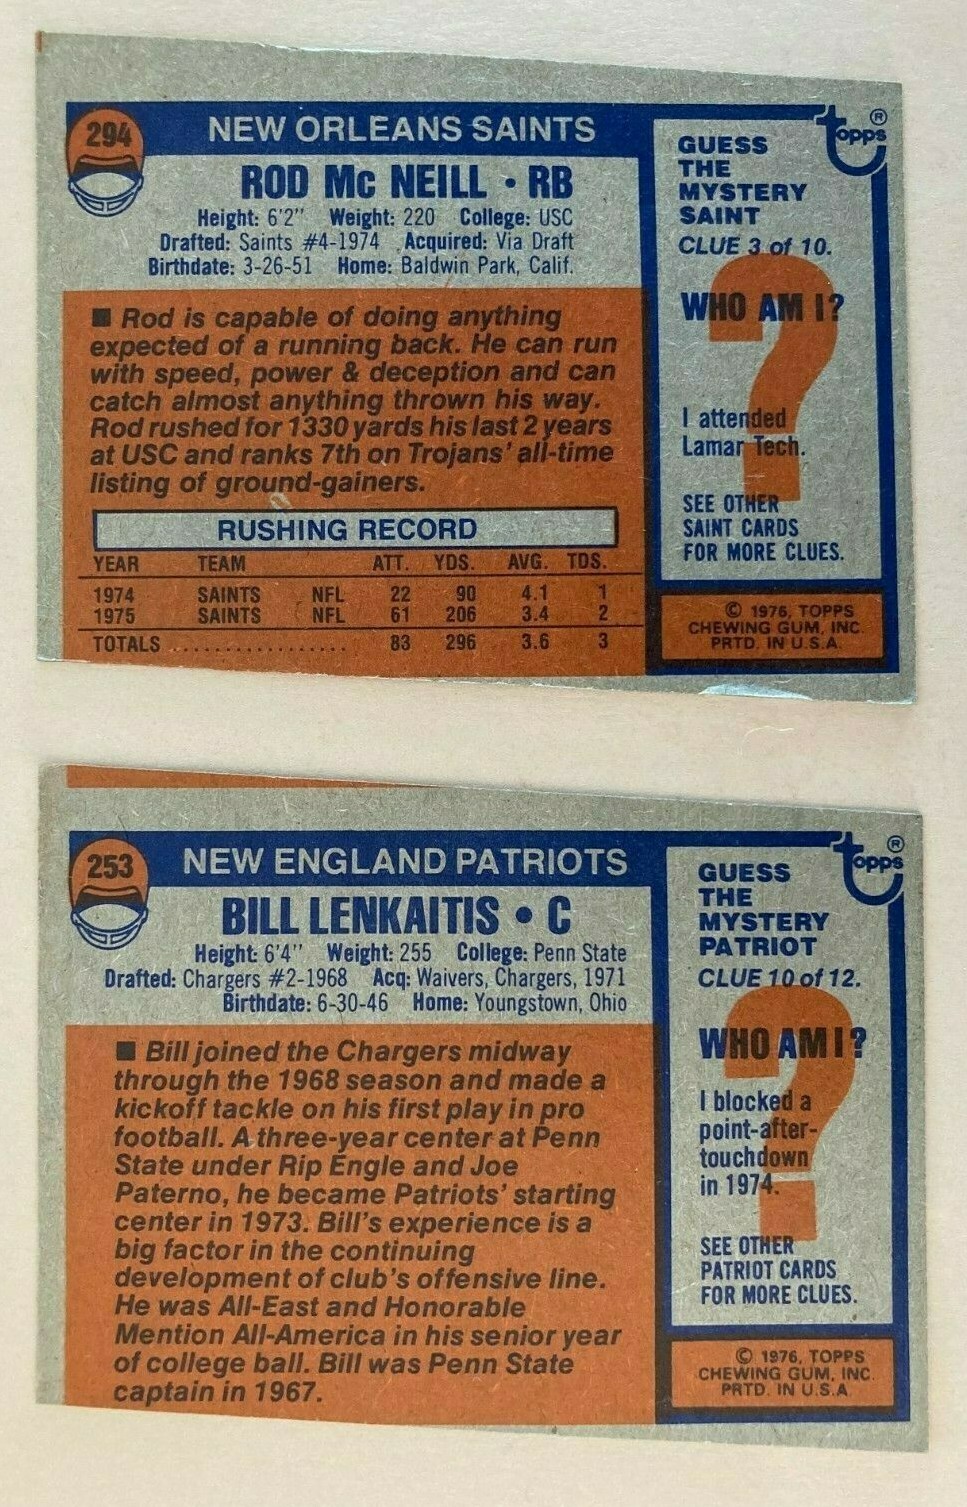 294
NEW ORLEANS SAINTS
ROD Mc NEILL • RB
Height: 6'2" Weight: 220 College: USC
Drafted: Saints #4-1974 Acquired: Via Draft
Birthdate: 3-26-51 Home: Baldwin Park, Calif.
■ Rod is capable of doing anything
expected of a running back. He can run
with speed, power & deception and can
catch almost anything thrown his way.
Rod rushed for 1330 yards his last 2 years
at USC and ranks 7th on Trojans' all-time
listing of ground-gainers.
RUSHING RECORD
YEAR TEAM ATT. YDS. AVG. TDS.
1974 SAINTS NFL 22 90 4.1 1
1975 SAINTS NFL 61 206 3.4 2
TOTALS ................. 83 296 3.6 3
topps ®
GUESS
THE
MYSTERY
SAINT
CLUE 3 of 10.
WHO AM I?
?
I attended
Lamar Tech.
SEE OTHER
SAINT CARDS
FOR MORE CLUES.
© 1976, TOPPS
CHEWING GUM, INC.
PRTD. IN U.S.A.
253
NEW ENGLAND PATRIOTS
BILL LENKAITIS • C
Height: 6'4" Weight: 255 College: Penn State
Drafted: Chargers #2-1968 Acq: Waivers, Chargers, 1971
Birthdate: 6-30-46 Home: Youngstown, Ohio
■ Bill joined the Chargers midway
through the 1968 season and made a
kickoff tackle on his first play in pro
football. A three-year center at Penn
State under Rip Engle and Joe
Paterno, he became Patriots' starting
center in 1973. Bill's experience is a
big factor in the continuing
development of club's offensive line.
He was All-East and Honorable
Mention All-America in his senior year
of college ball. Bill was Penn State
captain in 1967.
topps ®
GUESS
THE
MYSTERY
PATRIOT
CLUE 10 of 12.
WHO AM I?
?
I blocked a
point-after-
touchdown
in 1974.
SEE OTHER
PATRIOT CARDS
FOR MORE CLUES.
© 1976, TOPPS
CHEWING GUM, INC.
PRTD. IN U.S.A.